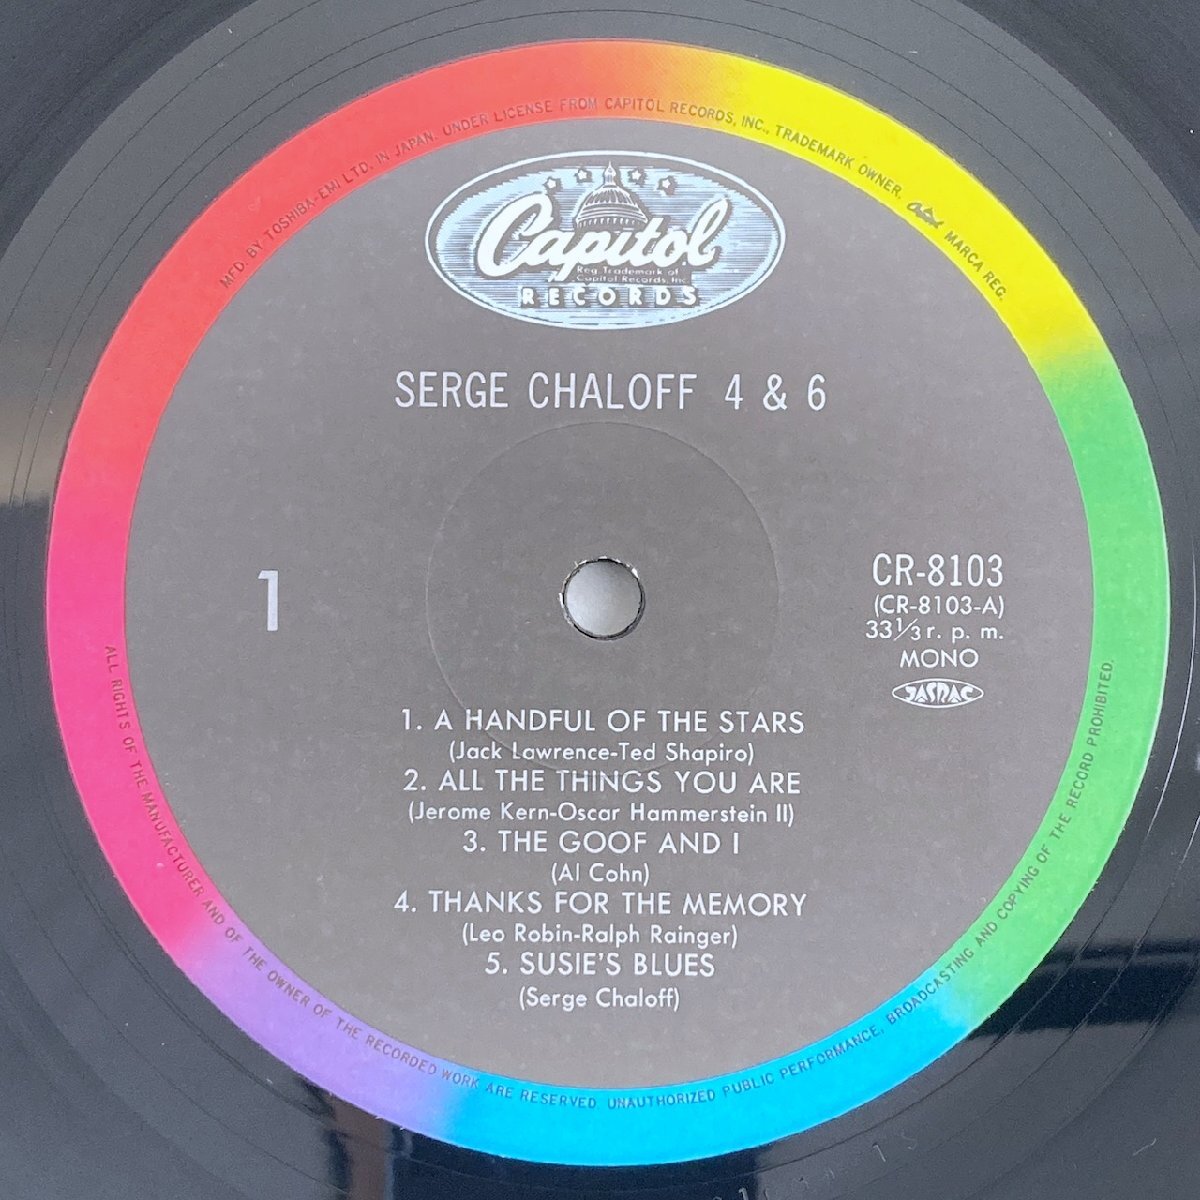 MFD. BY TOSHIBA-EMI LTD. IN JAPAN. UNDER LICENSE FROM CAPITOL RECORDS, INC., TRADEMARK OWNER. Capitol MARCA REG.
Capitol
Reg. Trademark of
Capitol Records, Inc.
RECORDS
SERGE CHALOFF 4 & 6
1
CR-8103
(CR-8103-A)
33 1/3 r. p. m.
MONO
JASRAC
1. A HANDFUL OF THE STARS
(Jack Lawrence-Ted Shapiro)
2. ALL THE THINGS YOU ARE
(Jerome Kern-Oscar Hammerstein II)
3. THE GOOF AND I
(Al Cohn)
4. THANKS FOR THE MEMORY
(Leo Robin-Ralph Rainger)
5. SUSIE'S BLUES
(Serge Chaloff)
ALL RIGHTS OF THE MANUFACTURER AND OF THE OWNER OF THE RECORDED WORK ARE RESERVED. UNAUTHORIZED PUBLIC PERFORMANCE, BROADCASTING AND COPYING OF THE RECORD PROHIBITED.